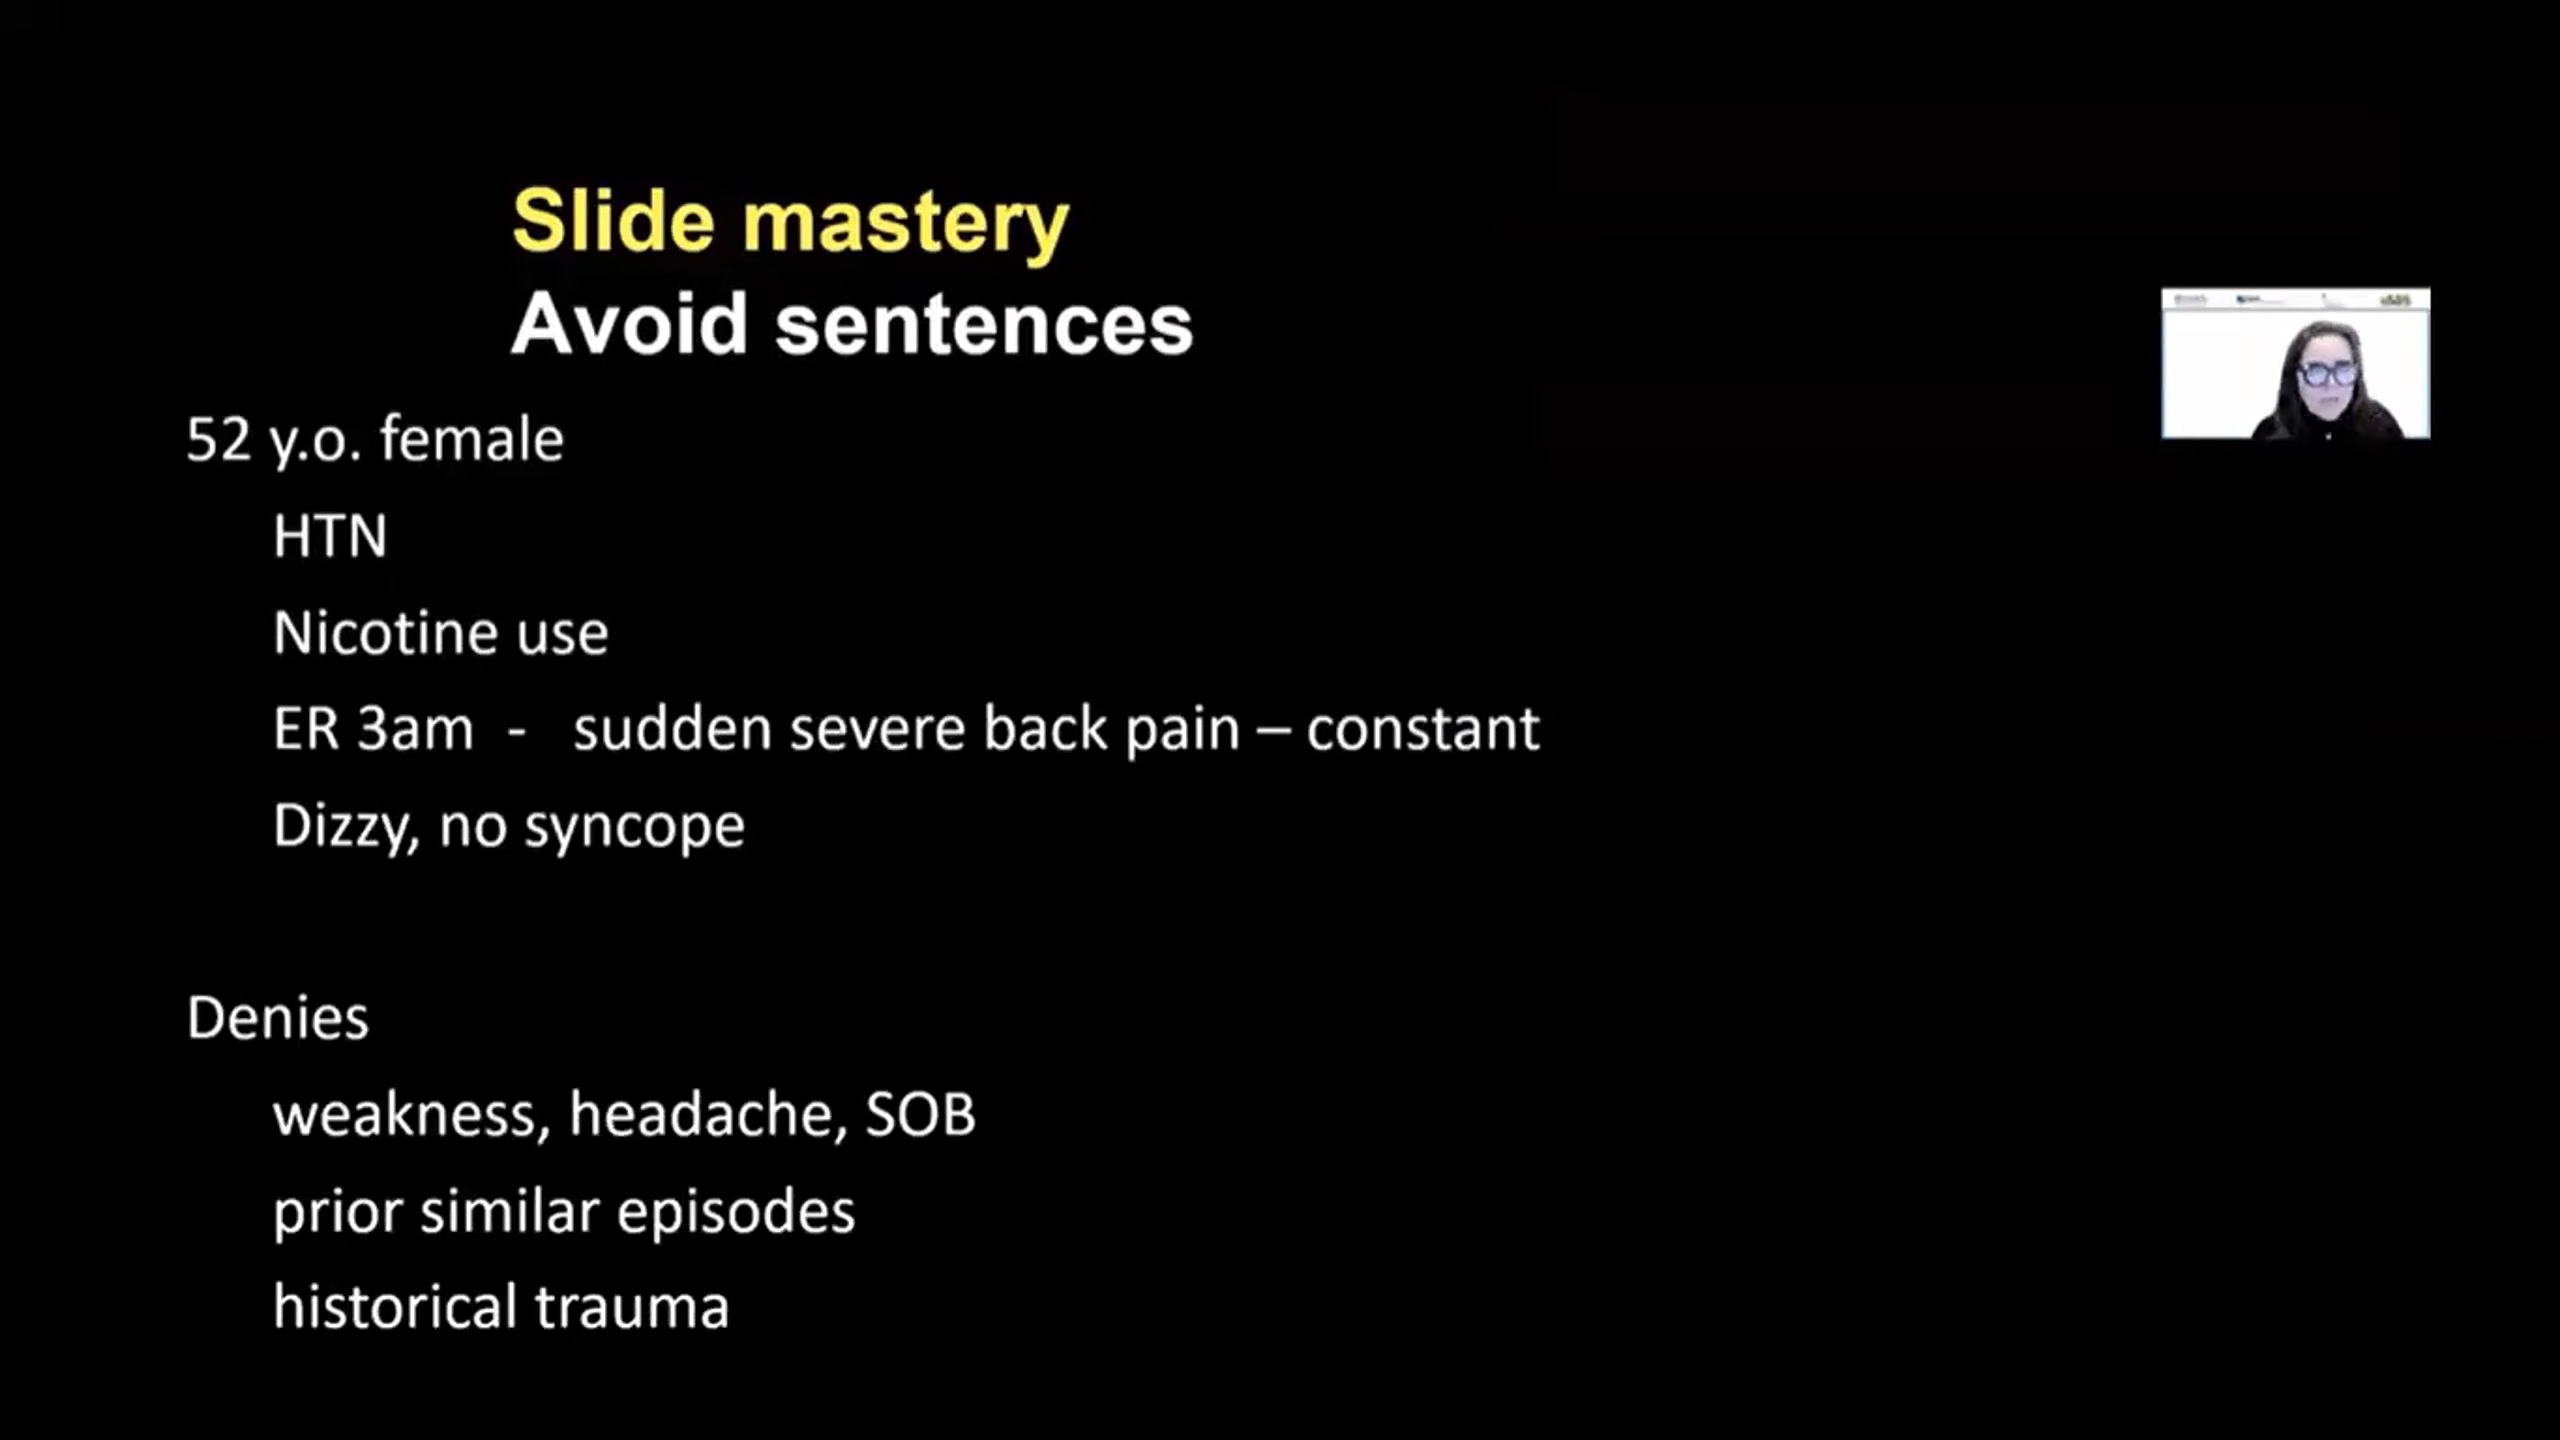 Slide mastery
Avoid sentences
52 y.o. female
HTN
Nicotine use
ER 3am - sudden severe back pain – constant
Dizzy, no syncope
Denies
weakness, headache, SOB
prior similar episodes
historical trauma